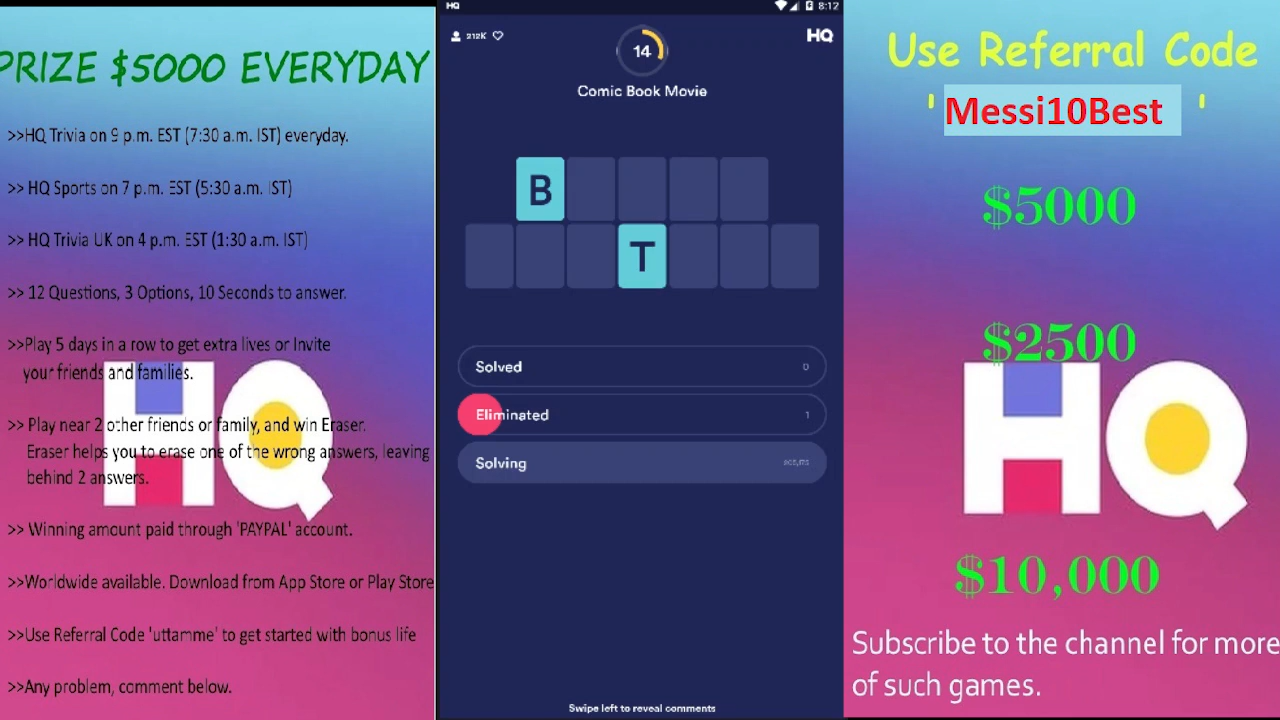 PRIZE $5000 EVERYDAY
>>HQ Trivia on 9 p.m. EST (7:30 a.m. IST) everyday.
>> HQ Sports on 7 p.m. EST (5:30 a.m. IST)
>> HQ Trivia UK on 4 p.m. EST (1:30 a.m. IST)
>> 12 Questions, 3 Options, 10 Seconds to answer.
>>Play 5 days in a row to get extra lives or Invite
your friends and families.
>> Play near 2 other friends or family, and win Eraser.
Eraser helps you to erase one of the wrong answers, leaving
behind 2 answers.
HQ
>> Winning amount paid through 'PAYPAL' account.
>>Worldwide available. Download from App Store or Play Store
>>Use Referral Code 'uttamme' to get started with bonus life
>>Any problem, comment below.
HQ 8:12
212K 14 HQ
Comic Book Movie
B
T
Solved 0
Eliminated 1
Solving
Swipe left to reveal comments
Use Referral Code
' Messi10Best '
$5000
$2500
HQ
$10,000
Subscribe to the channel for more
of such games.